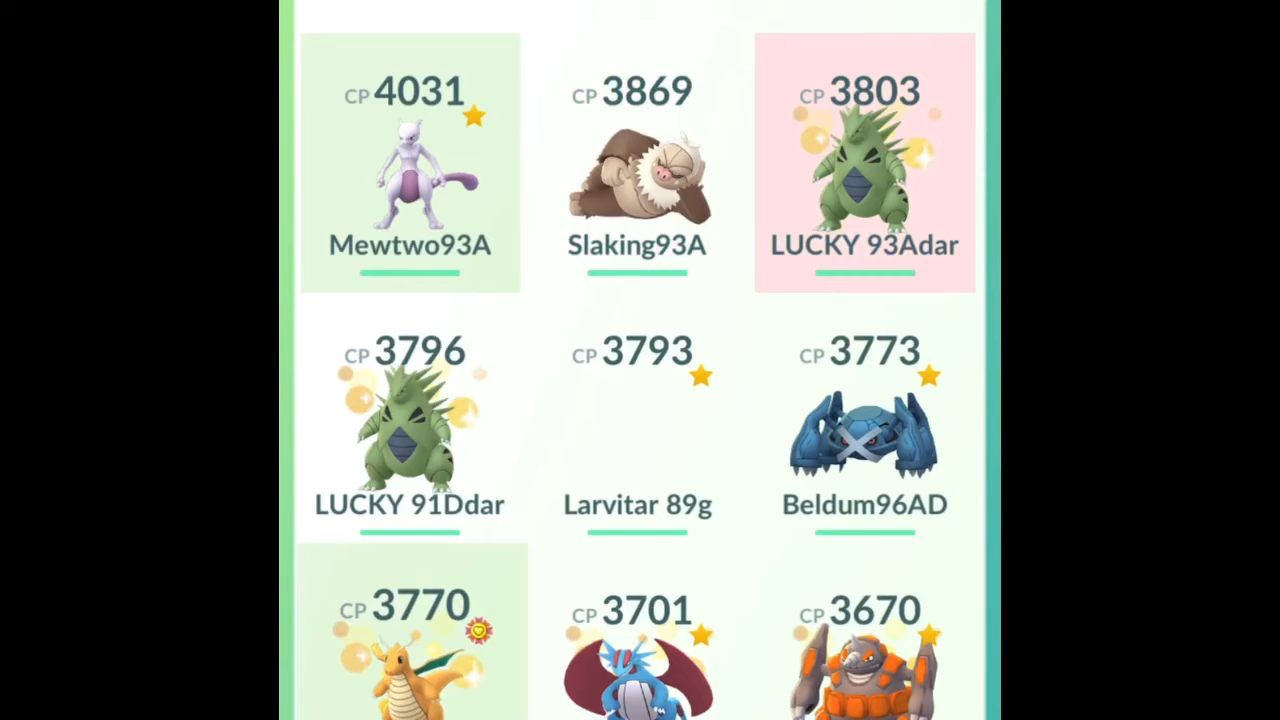 CP 4031
CP 3869
CP 3803
Mewtwo93A
Slaking93A
LUCKY 93Adar
CP 3796
CP 3793
CP 3773
LUCKY 91Ddar
Larvitar 89g
Beldum96AD
CP 3770
CP 3701
CP 3670